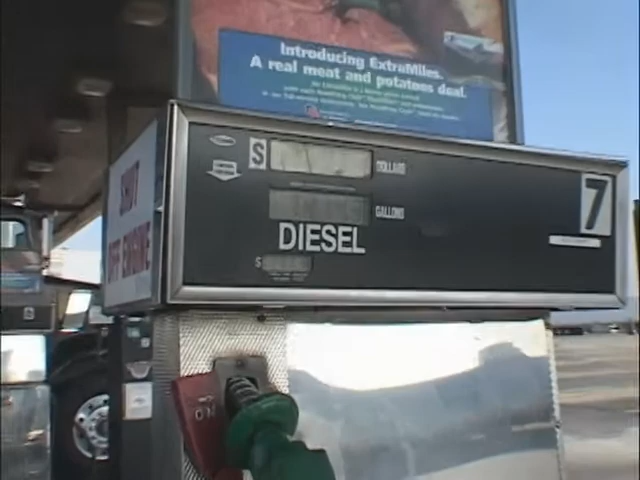 Introducing ExtraMiles.
A real meat and potatoes deal.
$
DOLLARS
7
GALLONS
DIESEL
$
SHUT
OFF ENGINE
ON